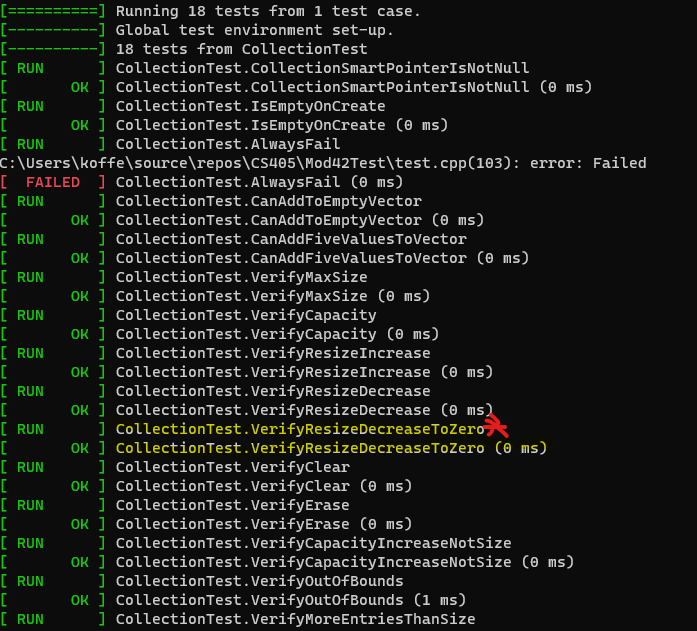 [==========] Running 18 tests from 1 test case.
[----------] Global test environment set-up.
[----------] 18 tests from CollectionTest
[ RUN      ] CollectionTest.CollectionSmartPointerIsNotNull
[       OK ] CollectionTest.CollectionSmartPointerIsNotNull (0 ms)
[ RUN      ] CollectionTest.IsEmptyOnCreate
[       OK ] CollectionTest.IsEmptyOnCreate (0 ms)
[ RUN      ] CollectionTest.AlwaysFail
C:\Users\koffe\source\repos\CS405\Mod42Test\test.cpp(103): error: Failed
[  FAILED  ] CollectionTest.AlwaysFail (0 ms)
[ RUN      ] CollectionTest.CanAddToEmptyVector
[       OK ] CollectionTest.CanAddToEmptyVector (0 ms)
[ RUN      ] CollectionTest.CanAddFiveValuesToVector
[       OK ] CollectionTest.CanAddFiveValuesToVector (0 ms)
[ RUN      ] CollectionTest.VerifyMaxSize
[       OK ] CollectionTest.VerifyMaxSize (0 ms)
[ RUN      ] CollectionTest.VerifyCapacity
[       OK ] CollectionTest.VerifyCapacity (0 ms)
[ RUN      ] CollectionTest.VerifyResizeIncrease
[       OK ] CollectionTest.VerifyResizeIncrease (0 ms)
[ RUN      ] CollectionTest.VerifyResizeDecrease
[       OK ] CollectionTest.VerifyResizeDecrease (0 ms)
[ RUN      ] CollectionTest.VerifyResizeDecreaseToZero
[       OK ] CollectionTest.VerifyResizeDecreaseToZero (0 ms)
[ RUN      ] CollectionTest.VerifyClear
[       OK ] CollectionTest.VerifyClear (0 ms)
[ RUN      ] CollectionTest.VerifyErase
[       OK ] CollectionTest.VerifyErase (0 ms)
[ RUN      ] CollectionTest.VerifyCapacityIncreaseNotSize
[       OK ] CollectionTest.VerifyCapacityIncreaseNotSize (0 ms)
[ RUN      ] CollectionTest.VerifyOutOfBounds
[       OK ] CollectionTest.VerifyOutOfBounds (1 ms)
[ RUN      ] CollectionTest.VerifyMoreEntriesThanSize